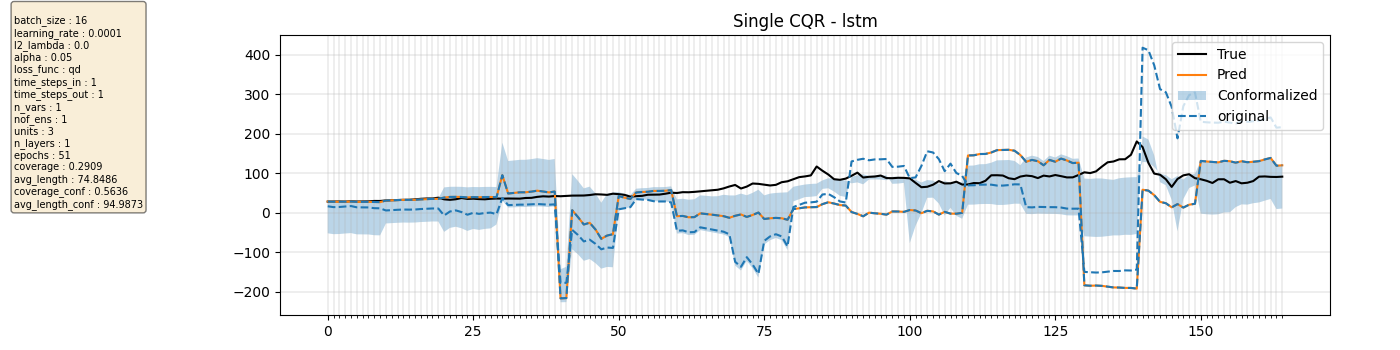 batch_size : 16
learning_rate : 0.0001
l2_lambda : 0.0
alpha : 0.05
loss_func : qd
time_steps_in : 1
time_steps_out : 1
n_vars : 1
nof_ens : 1
units : 3
n_layers : 1
epochs : 51
coverage : 0.2909
avg_length : 74.8486
coverage_conf : 0.5636
avg_length_conf : 94.9873
Single CQR - lstm
400
300
200
100
0
−100
−200
True
Pred
Conformalized
original
0 25 50 75 100 125 150